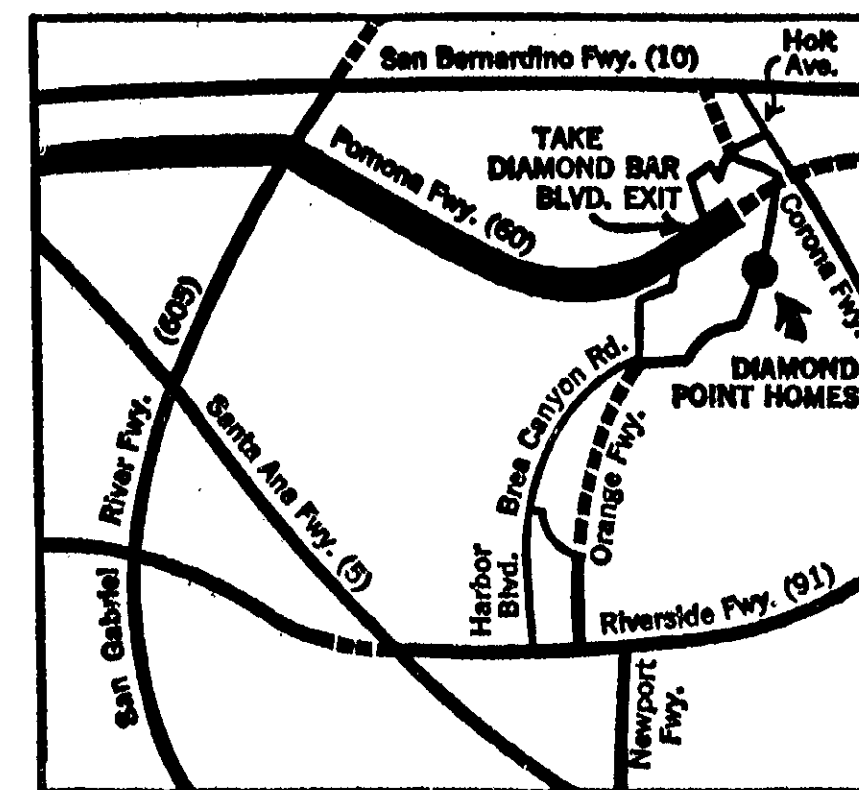 San Bernardino Fwy. (10)
Holt
Ave.
TAKE
DIAMOND BAR
BLVD. EXIT
Pomona Fwy. (60)
Corona Fwy.
(605)
River Fwy.
San Gabriel
Santa Ana Fwy. (5)
DIAMOND
POINT HOMES
Brea Canyon Rd.
Orange Fwy.
Harbor
Blvd.
Riverside Fwy. (91)
Newport
Fwy.